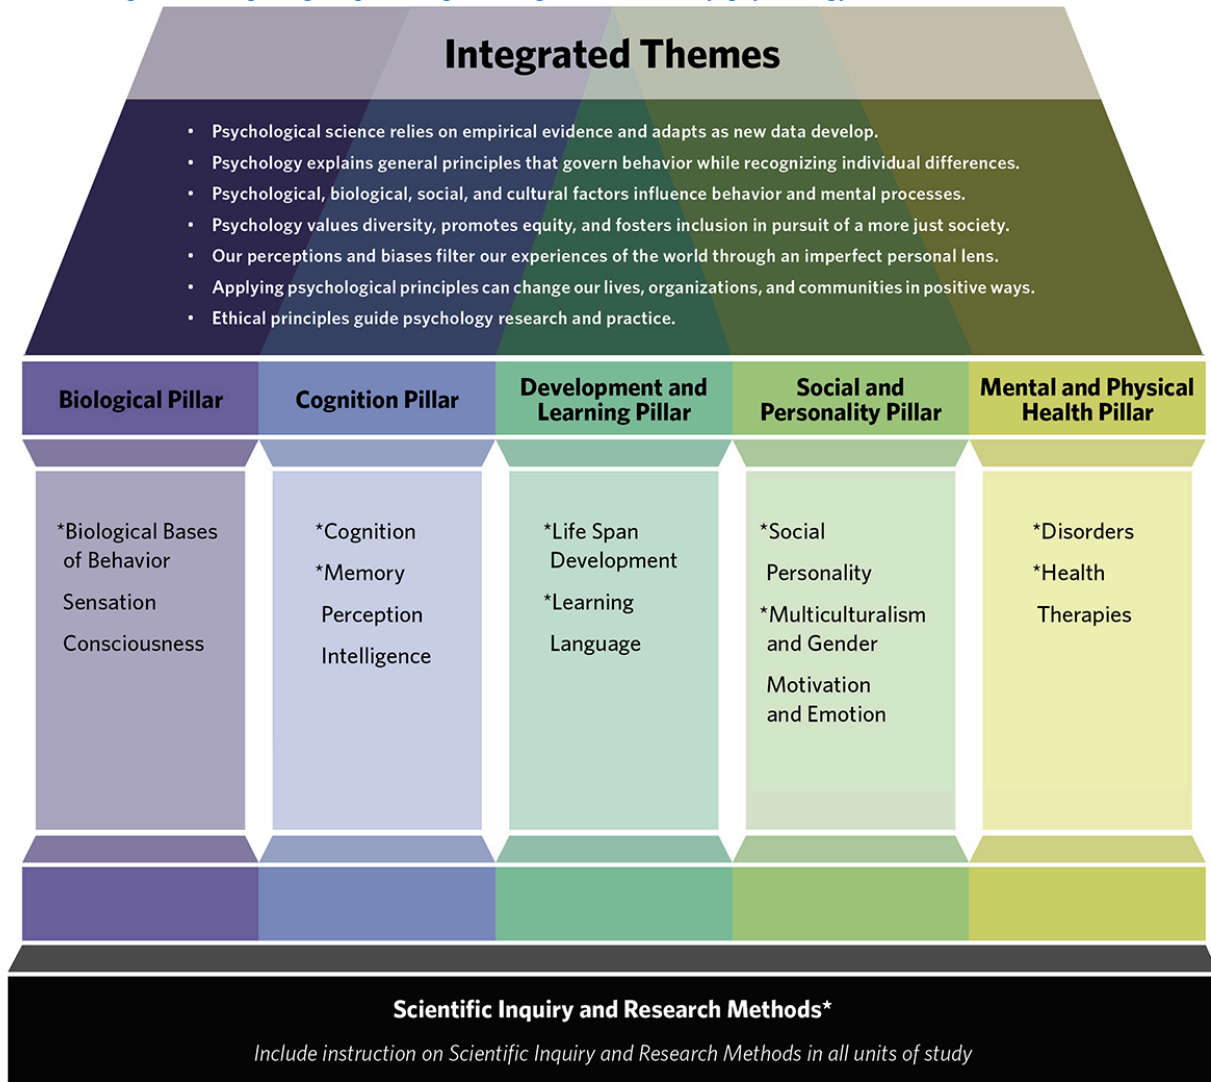 Integrated Themes
• Psychological science relies on empirical evidence and adapts as new data develop.
• Psychology explains general principles that govern behavior while recognizing individual differences.
• Psychological, biological, social, and cultural factors influence behavior and mental processes.
• Psychology values diversity, promotes equity, and fosters inclusion in pursuit of a more just society.
• Our perceptions and biases filter our experiences of the world through an imperfect personal lens.
• Applying psychological principles can change our lives, organizations, and communities in positive ways.
• Ethical principles guide psychology research and practice.
Biological Pillar
*Biological Bases
of Behavior
Sensation
Consciousness
Cognition Pillar
*Cognition
*Memory
Perception
Intelligence
Development and
Learning Pillar
*Life Span
Development
*Learning
Language
Social and
Personality Pillar
*Social
Personality
*Multiculturalism
and Gender
Motivation
and Emotion
Mental and Physical
Health Pillar
*Disorders
*Health
Therapies
Scientific Inquiry and Research Methods*
Include instruction on Scientific Inquiry and Research Methods in all units of study